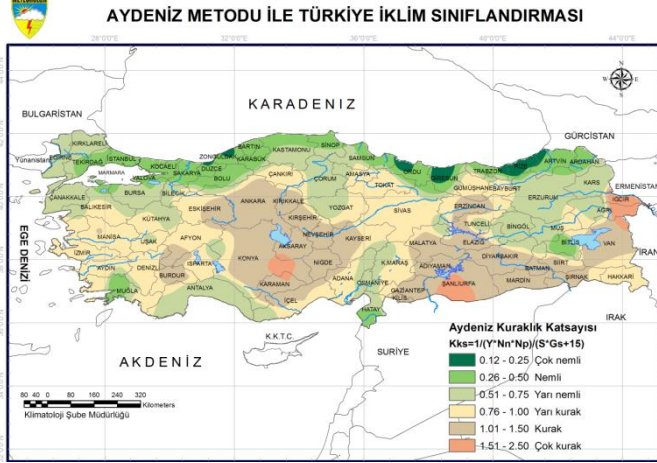 AYDENİZ METODU İLE TÜRKİYE İKLİM SINIFLANDIRMASI
28°0'0"E 32°0'0"E 36°0'0"E 40°0'0"E 44°0'0"E
BULGARİSTAN
KARADENİZ
GÜRCİSTAN
Yunanistan
ERMENİSTAN
İRAN
IRAK
SURİYE
K.K.T.C.
AKDENİZ
EGE DENİZİ
KIRKLARELİ
TEKİRDAĞ
İSTANBUL
KOCAELİ
MARMARA
YALOVA
SAKARYA
DÜZCE
ZONGULDAK
BARTIN
KARABÜK
BOLU
KASTAMONU
SİNOP
SAMSUN
ORDU
GİRESUN
TRABZON
RİZE
ARTVİN
ARDAHAN
KARS
IĞDIR
AĞRI
ÇANAKKALE
BALIKESİR
BURSA
BİLECİK
KÜTAHYA
ESKİŞEHİR
ANKARA
KIRIKKALE
ÇANKIRI
ÇORUM
AMASYA
TOKAT
YOZGAT
SİVAS
GÜMÜŞHANE
BAYBURT
ERZURUM
ERZİNCAN
TUNCELİ
BİNGÖL
MUŞ
BİTLİS
VAN
HAKKARİ
MANİSA
UŞAK
AFYON
İZMİR
AYDIN
DENİZLİ
BURDUR
ISPARTA
MUĞLA
ANTALYA
KONYA
AKSARAY
KIRŞEHİR
NEVŞEHİR
KAYSERİ
NİĞDE
KARAMAN
İÇEL
ADANA
K.MARAŞ
OSMANİYE
HATAY
GAZİANTEP
KİLİS
MALATYA
ELAZIĞ
ADIYAMAN
ŞANLIURFA
DİYARBAKIR
MARDİN
BATMAN
SİİRT
ŞIRNAK
Aydeniz Kuraklık Katsayısı
Kks=1/(Y*Nn*Np)/(S*Gs+15)
0.12 - 0.25 Çok nemli
0.26 - 0.50 Nemli
0.51 - 0.75 Yarı nemli
0.76 - 1.00 Yarı kurak
1.01 - 1.50 Kurak
1.51 - 2.50 Çok kurak
80 40 0 80 160 240 320
Kilometers
Klimatoloji Şube Müdürlüğü